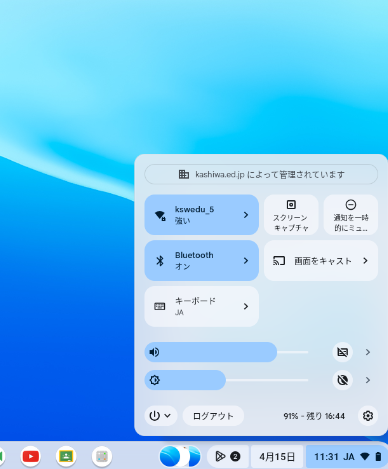 kashiwa.ed.jp によって管理されています
kswedu_5
強い
スクリーン
キャプチャ
通知を一時
的にミュ...
Bluetooth
オン
画面をキャスト
キーボード
JA
ログアウト
91% - 残り 16:44
2
4月15日
11:31 JA